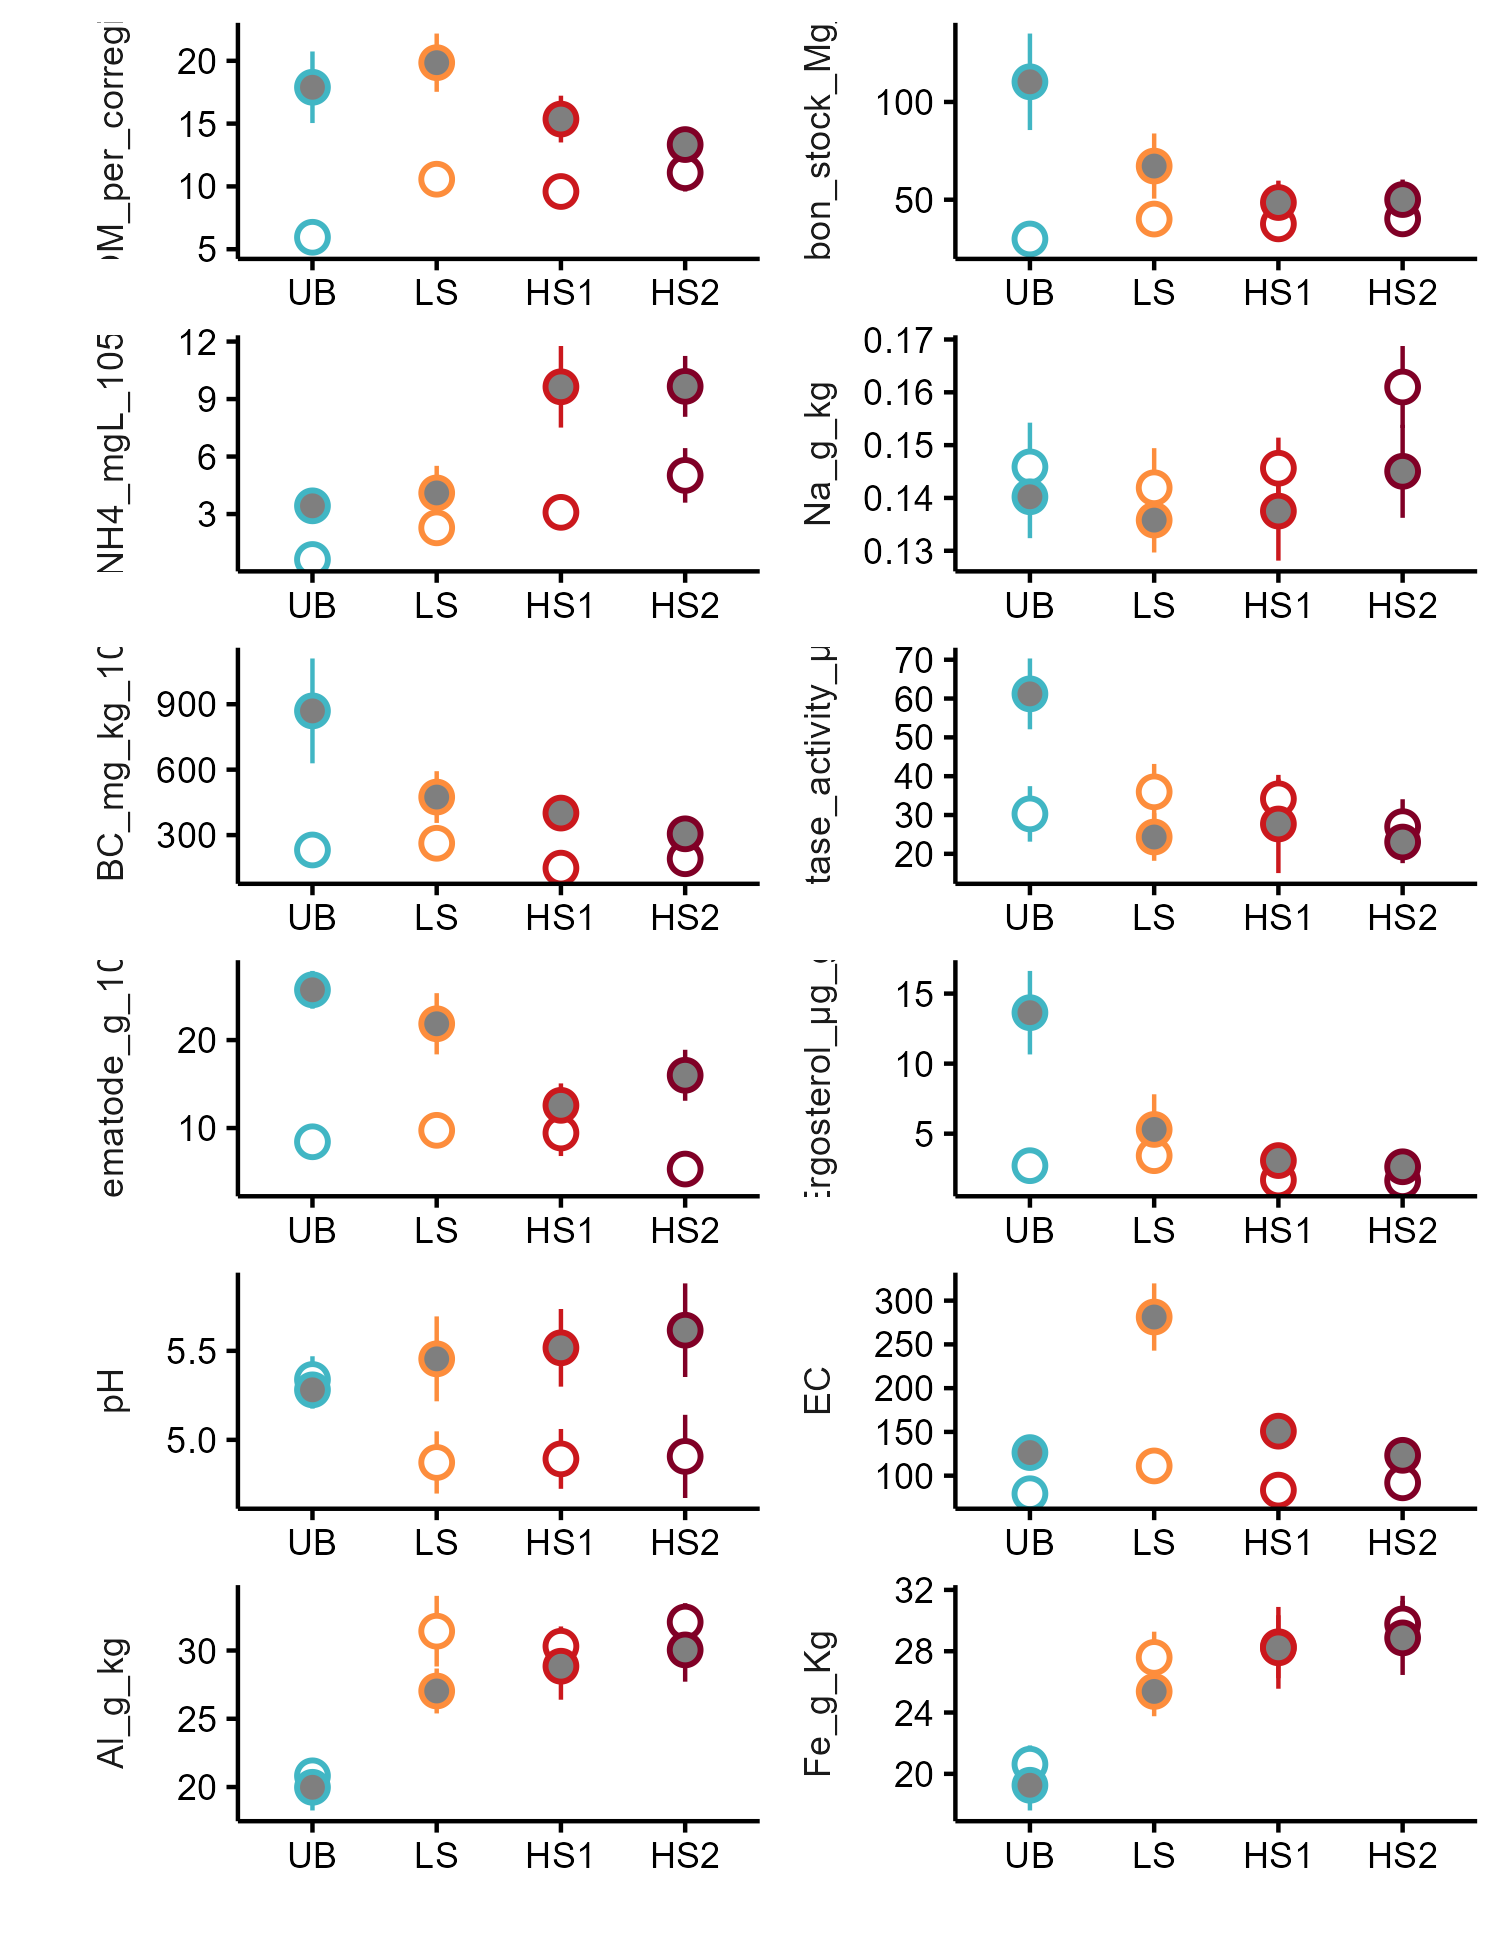 OM_per_correg
20
15
10
5
UB LS HS1 HS2
bon_stock_Mg
100
50
UB LS HS1 HS2
NH4_mgL_105
12
9
6
3
UB LS HS1 HS2
Na_g_kg
0.17
0.16
0.15
0.14
0.13
UB LS HS1 HS2
BC_mg_kg_10
900
600
300
UB LS HS1 HS2
tase_activity_µ
70
60
50
40
30
20
UB LS HS1 HS2
ematode_g_10
20
10
UB LS HS1 HS2
Ergosterol_µg_g
15
10
5
UB LS HS1 HS2
pH
5.5
5.0
UB LS HS1 HS2
EC
300
250
200
150
100
UB LS HS1 HS2
Al_g_kg
30
25
20
UB LS HS1 HS2
Fe_g_Kg
32
28
24
20
UB LS HS1 HS2